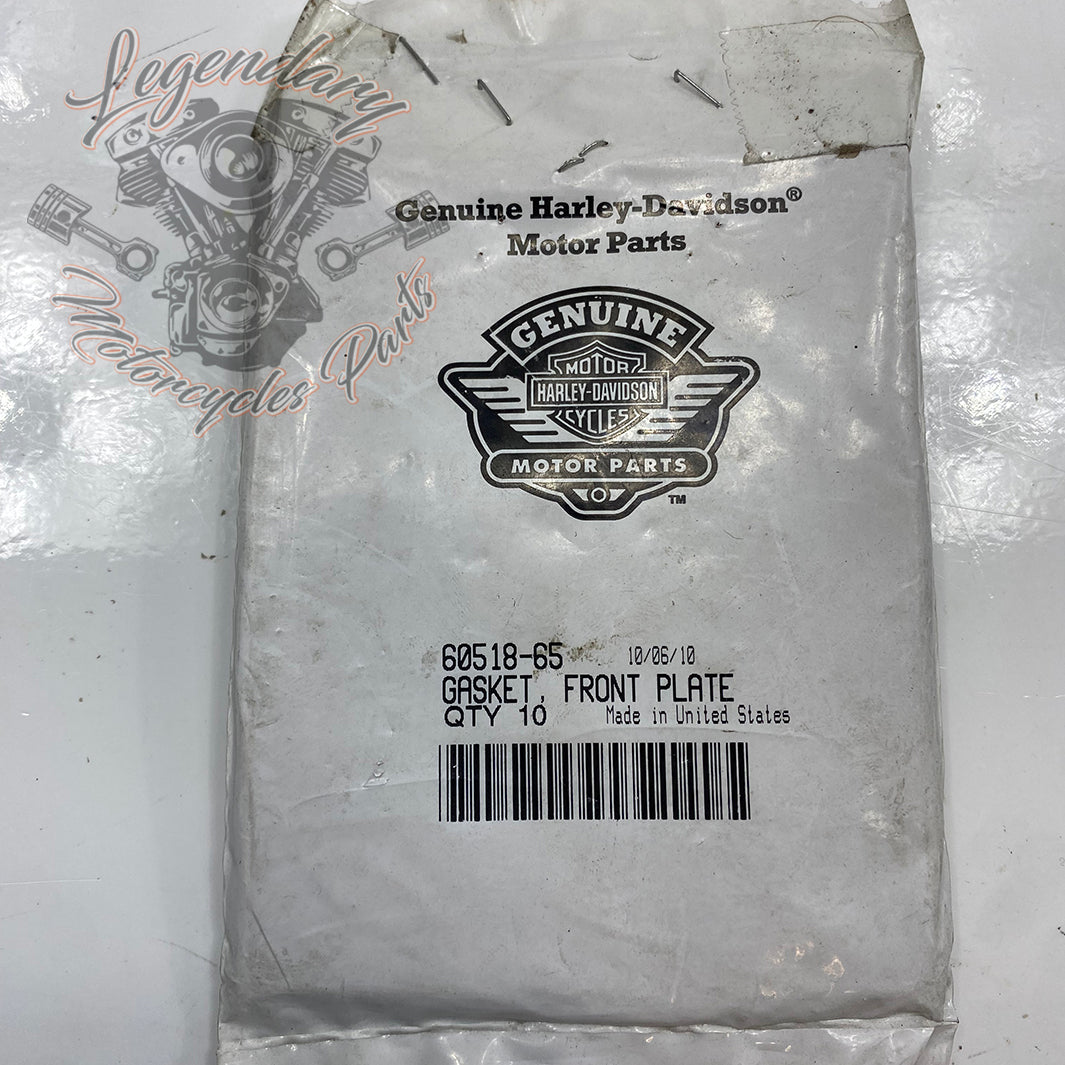 Legendary
Motorcycles Parts
Genuine Harley-Davidson®
Motor Parts
GENUINE
MOTOR
HARLEY-DAVIDSON
CYCLES
MOTOR PARTS
TM
60518-65 10/06/10
GASKET, FRONT PLATE
QTY 10 Made in United States